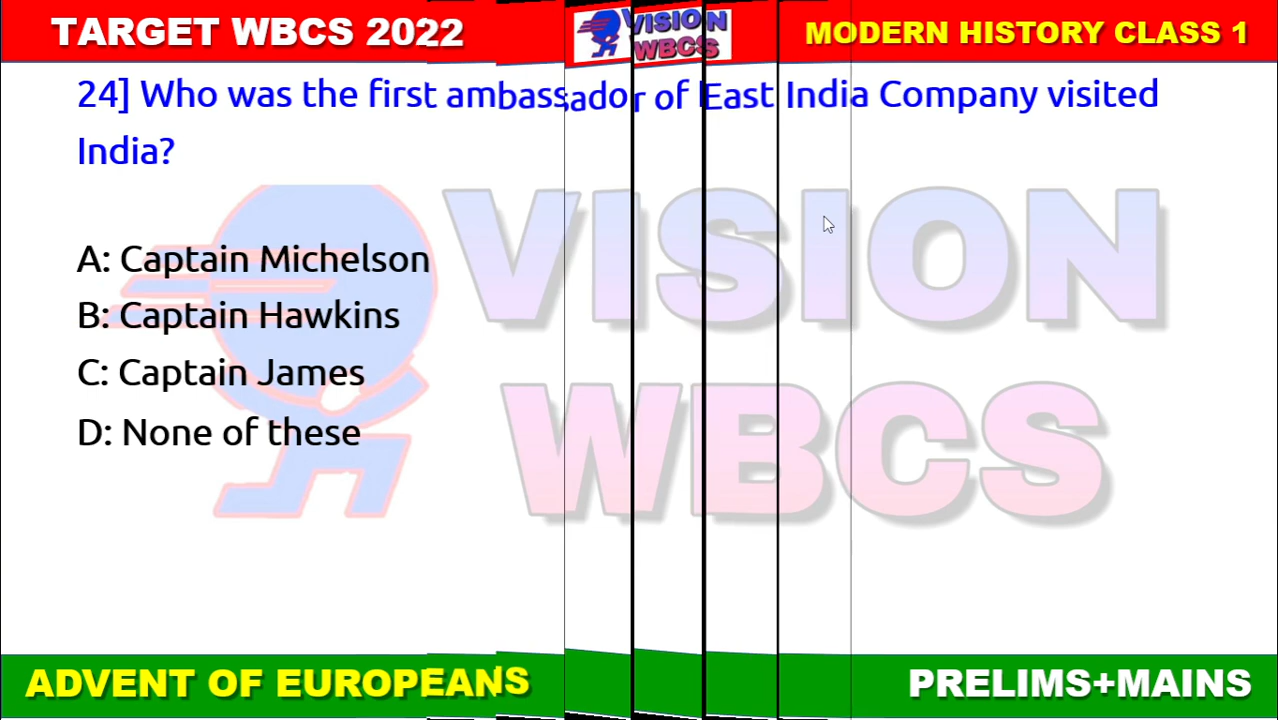 TARGET WBCS 2022
VISION
WBCS
MODERN HISTORY CLASS 1
24] Who was the first ambassador of East India Company visited
India?
A: Captain Michelson
B: Captain Hawkins
C: Captain James
D: None of these
VISION
WBCS
ADVENT OF EUROPEANS
PRELIMS+MAINS